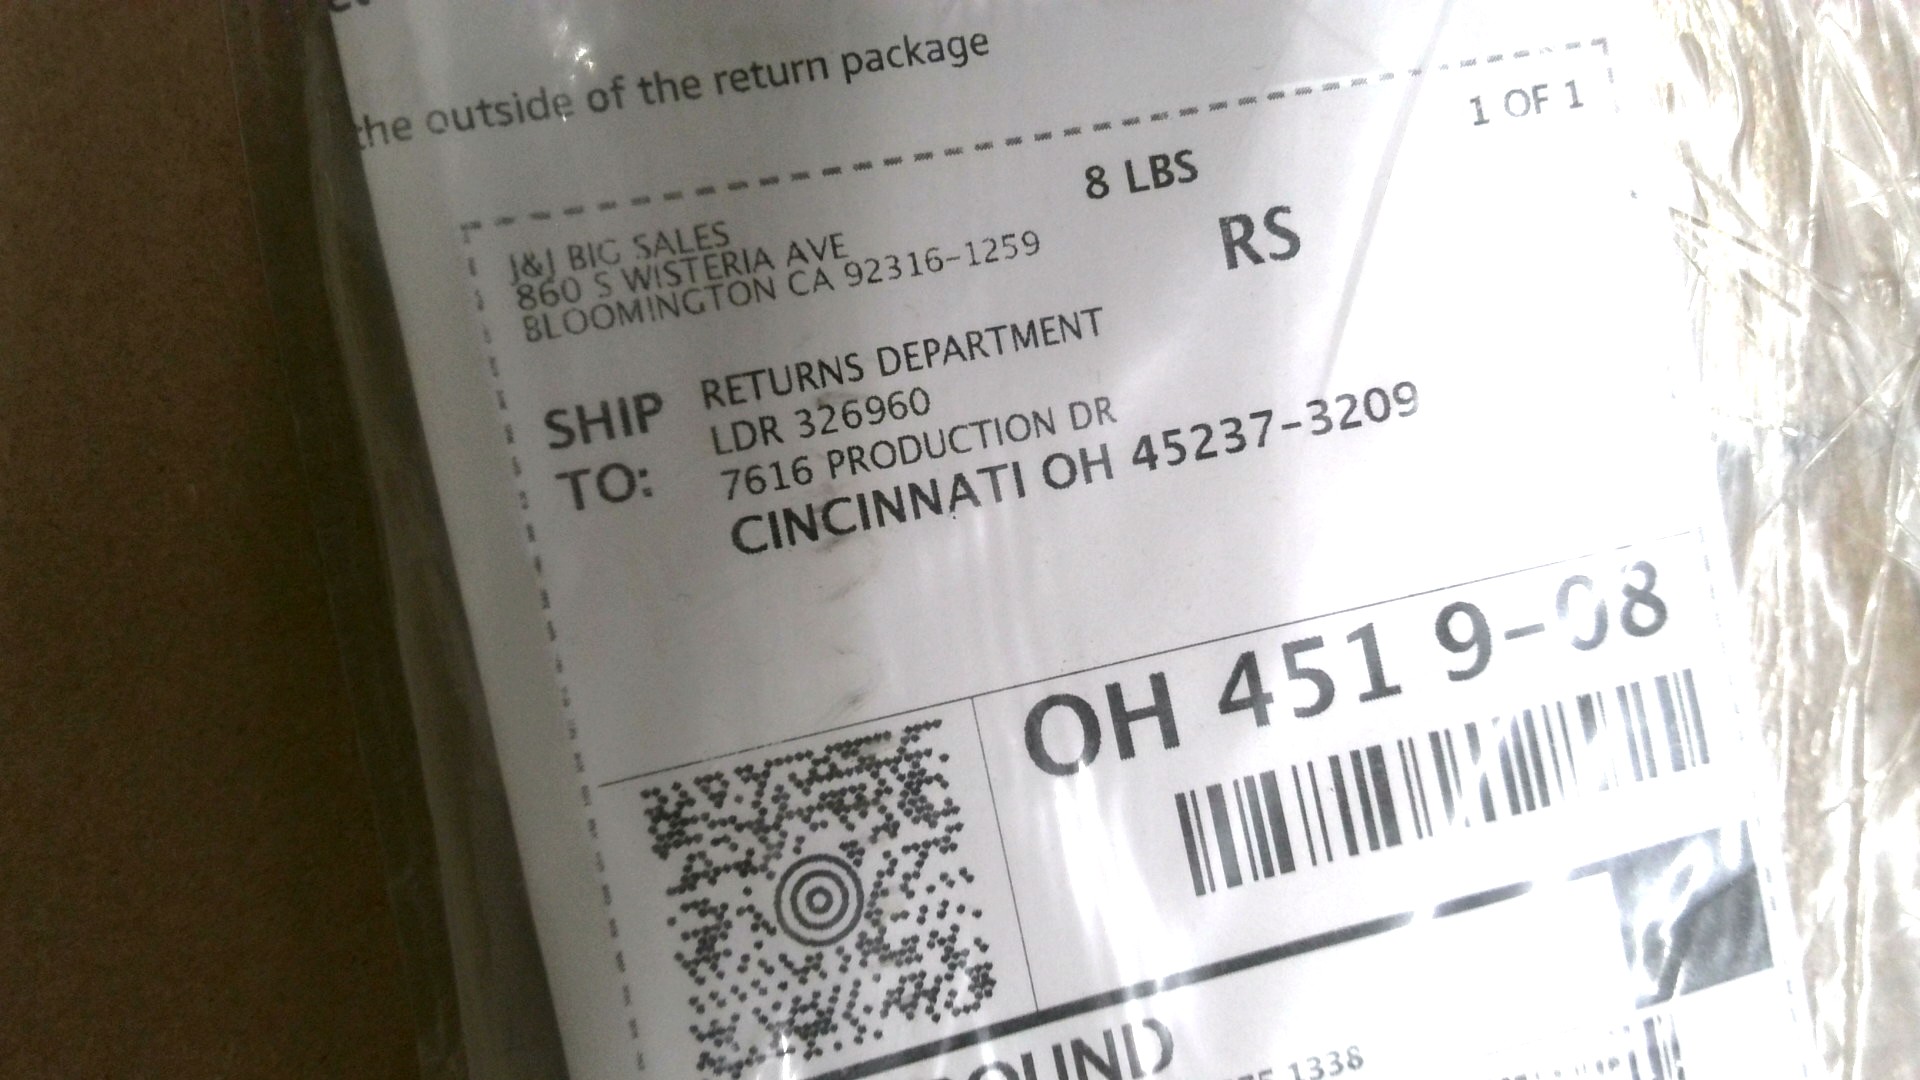 the outside of the return package
1 OF 1
8 LBS
RS
J&J BIG SALES
860 S WISTERIA AVE
BLOOMINGTON CA 92316-1259
SHIP TO:
RETURNS DEPARTMENT
LDR 326960
7616 PRODUCTION DR
CINCINNATI OH 45237-3209
OH 451 9-08
1338